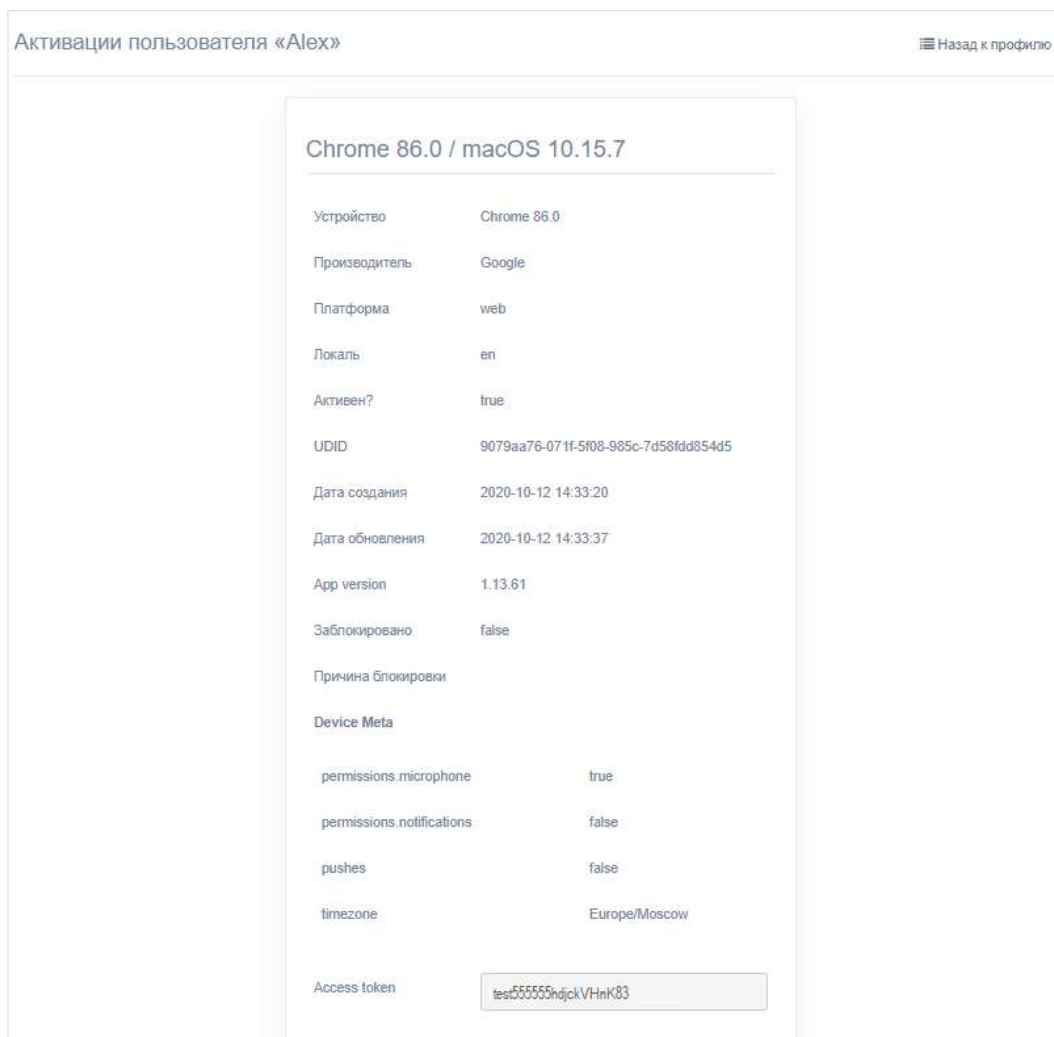 Активации пользователя «Alex»
Назад к профилю
Chrome 86.0 / macOS 10.15.7
Устройство Chrome 86.0
Производитель Google
Платформа web
Локаль en
Активен? true
UDID 9079aa76-071f-5f08-985c-7d58fdd854d5
Дата создания 2020-10-12 14:33:20
Дата обновления 2020-10-12 14:33:37
App version 1.13.61
Заблокировано false
Причина блокировки
Device Meta
permissions.microphone true
permissions.notifications false
pushes false
timezone Europe/Moscow
Access token test555555hdjckVHnK83